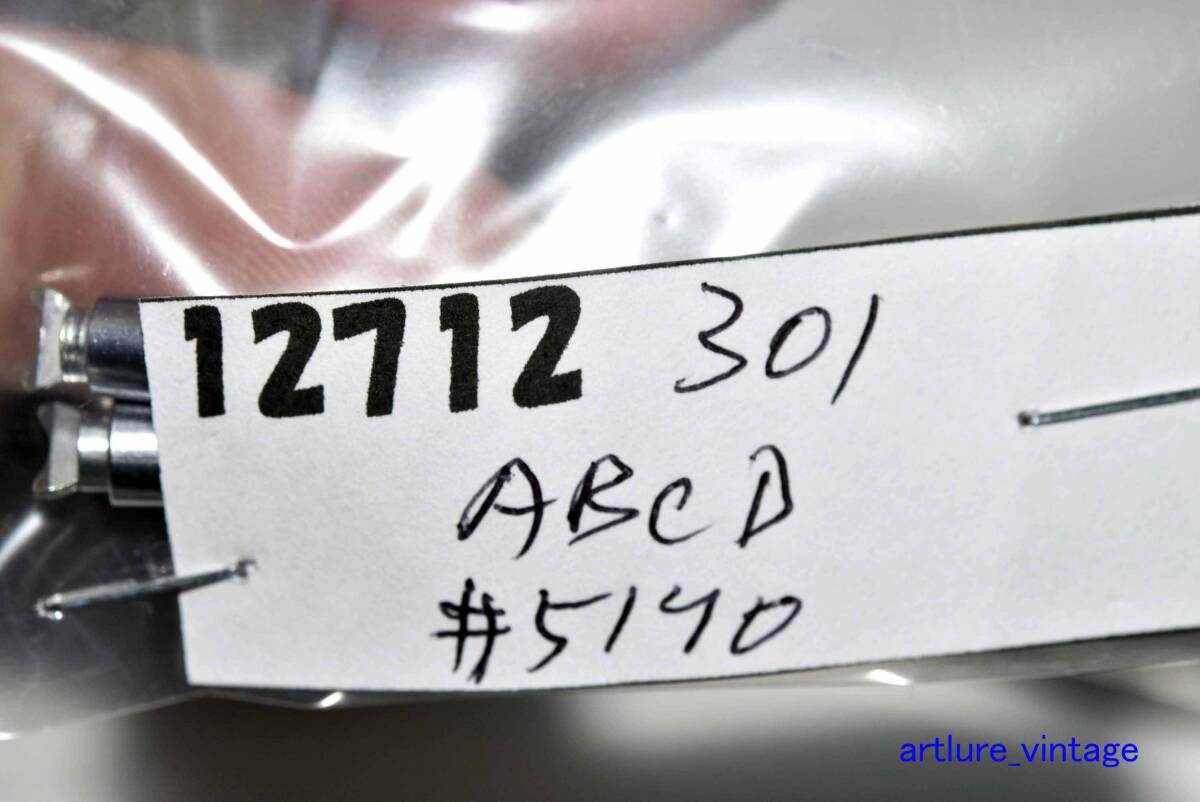 12712 301
ABCD
#5140
artlure_vintage